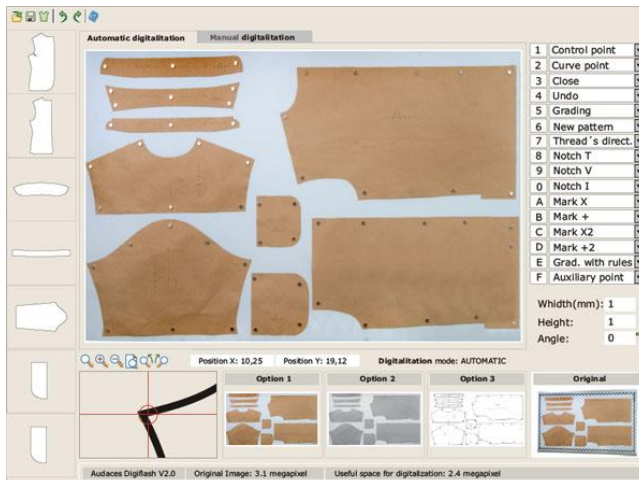 Automatic digitalitation
Manual digitalitation
1 Control point
2 Curve point
3 Close
4 Undo
5 Grading
6 New pattern
7 Thread´s direct.
8 Notch T
9 Notch V
0 Notch I
A Mark X
B Mark +
C Mark X2
D Mark +2
E Grad. with rules
F Auxiliary point
Whidth(mm): 1
Height: 1
Angle: 0
Position X: 10,25 Position Y: 19,12 Digitalitation mode: AUTOMATIC
Option 1 Option 2 Option 3 Original
Audaces Digiflash V2.0 Original Image: 3.1 megapixel Useful space for digitalization: 2.4 megapixel